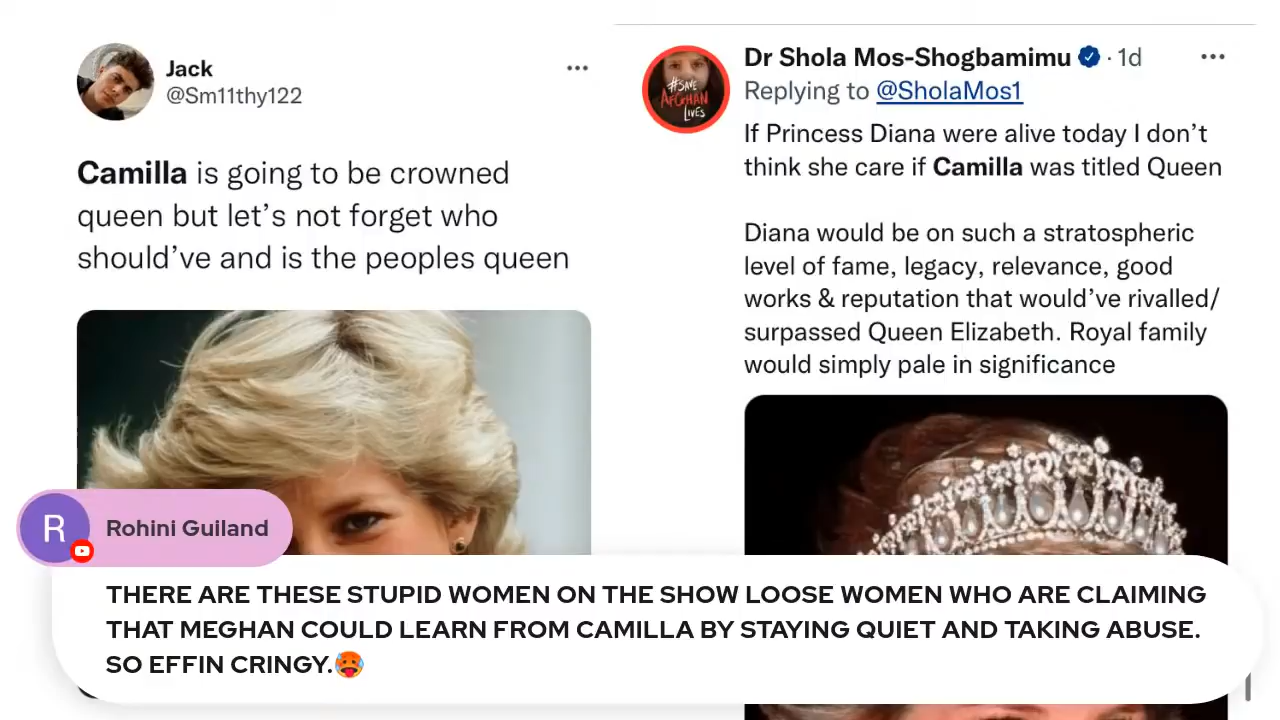 Jack
@Sm11thy122
Camilla is going to be crowned
queen but let's not forget who
should've and is the peoples queen
Dr Shola Mos-Shogbamimu · 1d
Replying to @SholaMos1
#SAVE
AFGHAN
LIVES
If Princess Diana were alive today I don't
think she care if Camilla was titled Queen
Diana would be on such a stratospheric
level of fame, legacy, relevance, good
works & reputation that would've rivalled/
surpassed Queen Elizabeth. Royal family
would simply pale in significance
R
Rohini Guiland
THERE ARE THESE STUPID WOMEN ON THE SHOW LOOSE WOMEN WHO ARE CLAIMING
THAT MEGHAN COULD LEARN FROM CAMILLA BY STAYING QUIET AND TAKING ABUSE.
SO EFFIN CRINGY.🥵